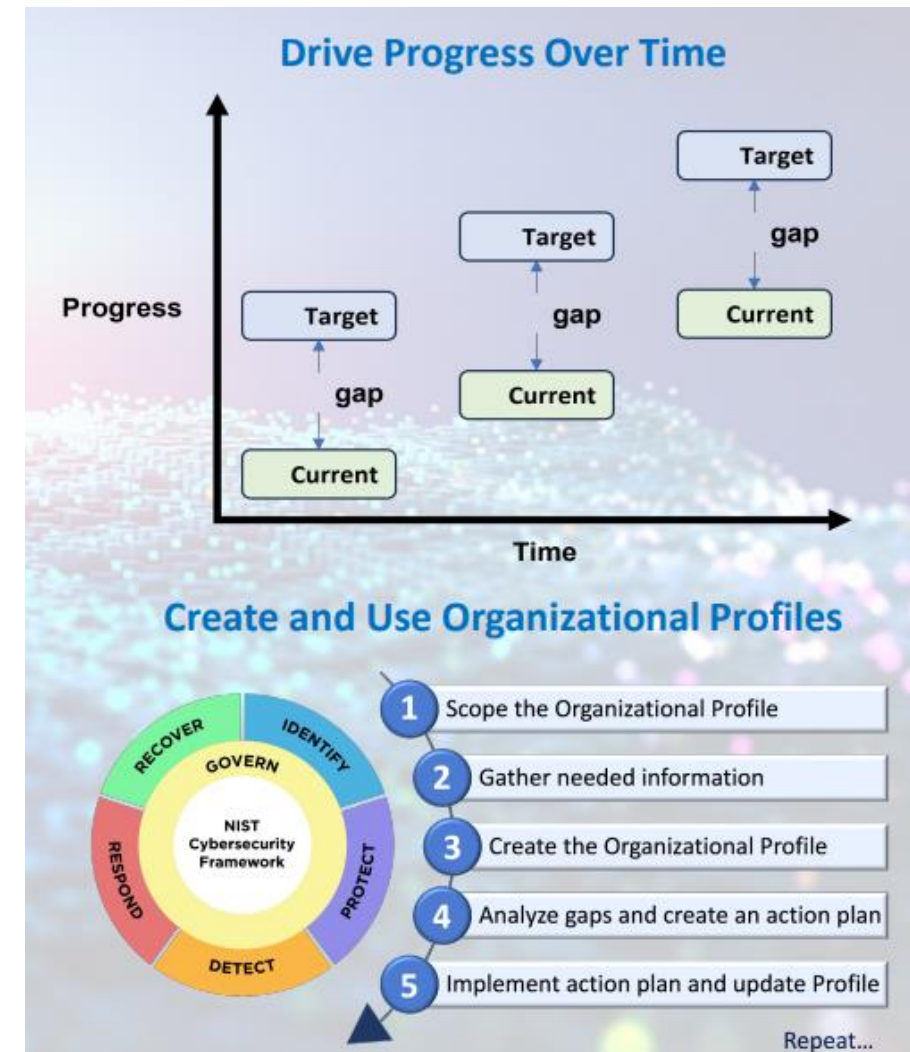 Drive Progress Over Time
Progress
Target
gap
Current
Target
gap
Current
Target
gap
Current
Time
Create and Use Organizational Profiles
RECOVER
IDENTIFY
GOVERN
NIST
Cybersecurity
Framework
RESPOND
PROTECT
DETECT
1 Scope the Organizational Profile
2 Gather needed information
3 Create the Organizational Profile
4 Analyze gaps and create an action plan
5 Implement action plan and update Profile
Repeat...